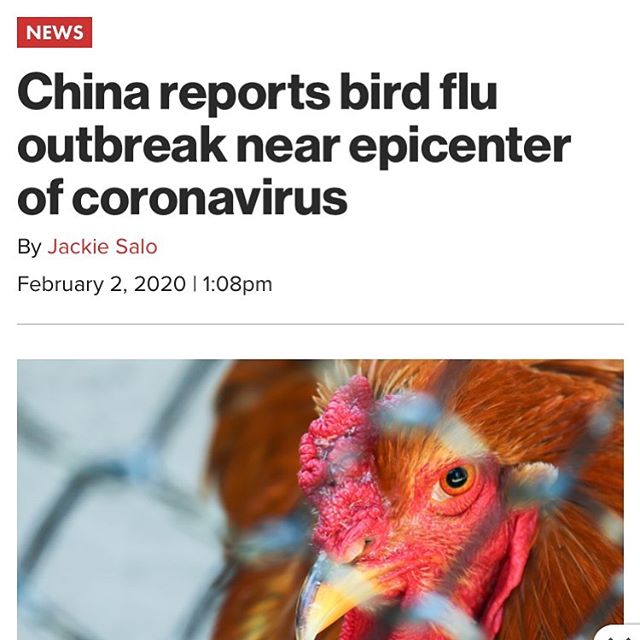 NEWS
China reports bird flu
outbreak near epicenter
of coronavirus
By Jackie Salo
February 2, 2020 | 1:08pm